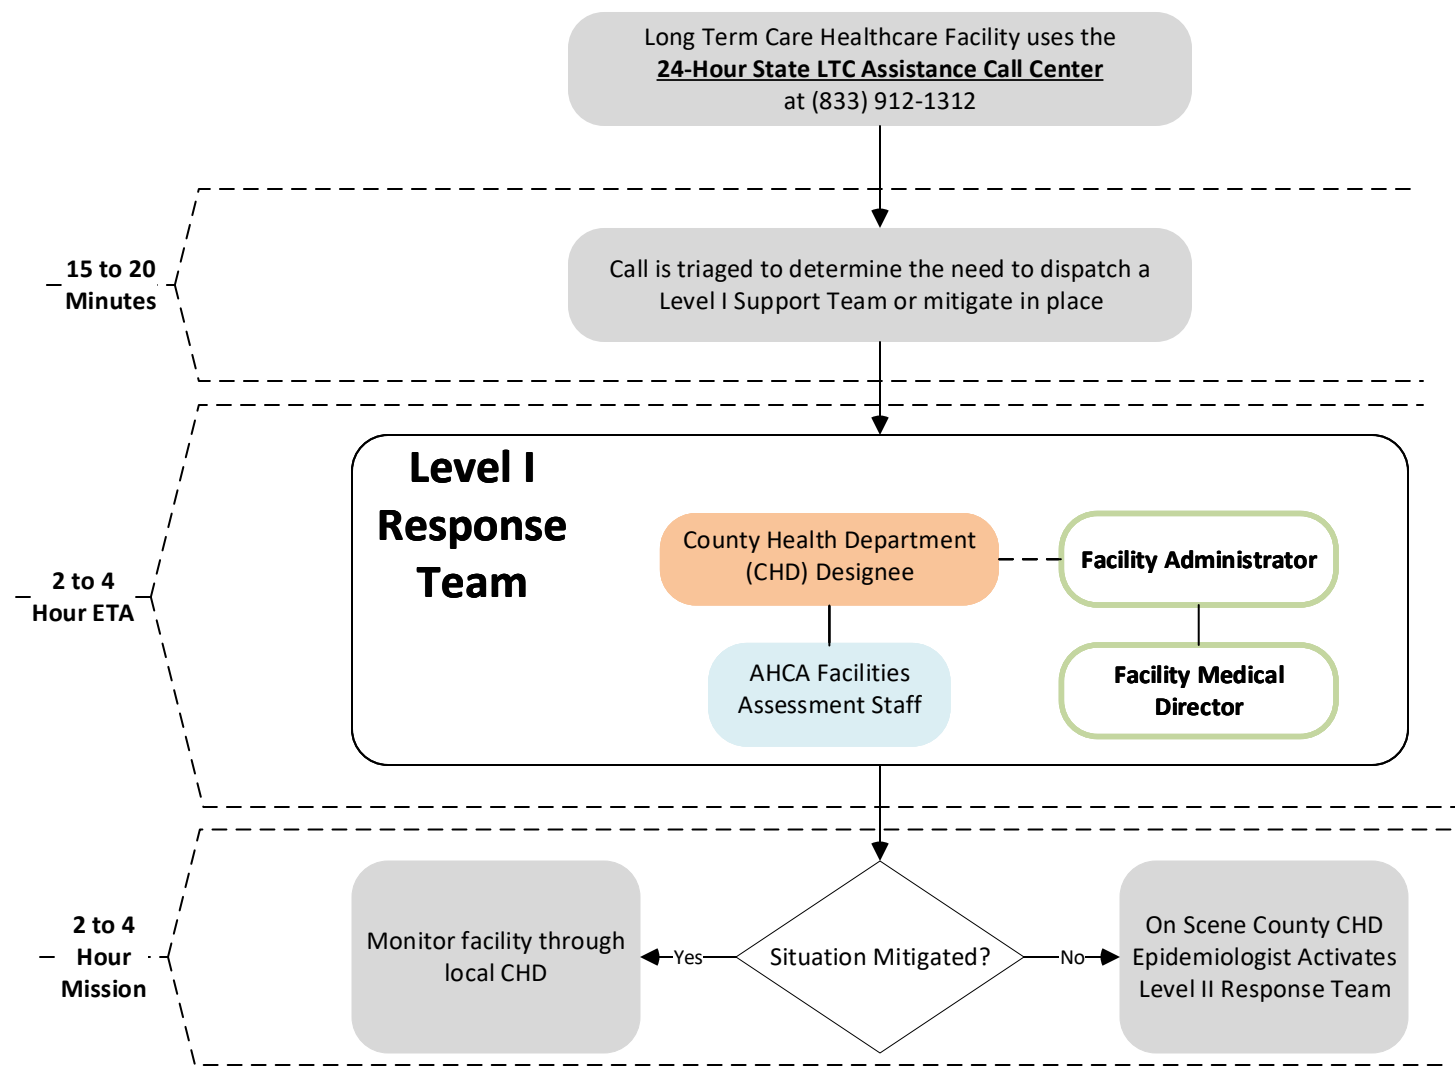 Long Term Care Healthcare Facility uses the
24-Hour State LTC Assistance Call Center
at (833) 912-1312
15 to 20
Minutes
Call is triaged to determine the need to dispatch a
Level I Support Team or mitigate in place
2 to 4
Hour ETA
Level I
Response
Team
County Health Department
(CHD) Designee
Facility Administrator
AHCA Facilities
Assessment Staff
Facility Medical
Director
2 to 4
Hour
Mission
Monitor facility through
local CHD
Yes
Situation Mitigated?
No
On Scene County CHD
Epidemiologist Activates
Level II Response Team